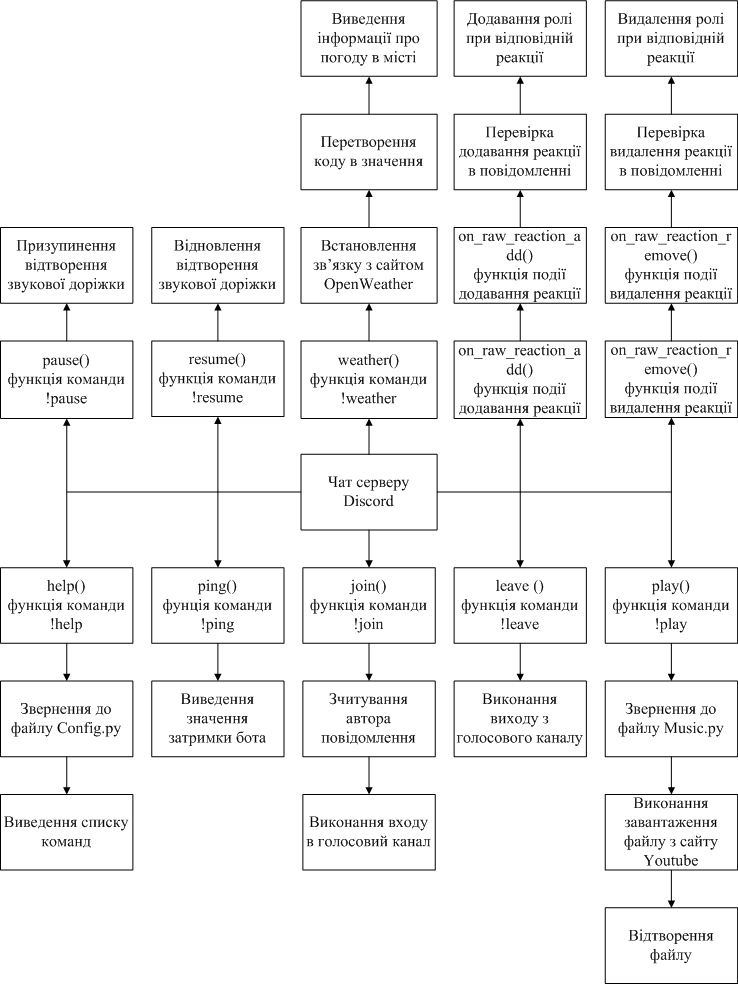 Виведення
інформації про
погоду в місті
Додавання ролі
при відповідній
реакції
Видалення ролі
при відповідній
реакції
Перетворення
коду в значення
Перевірка
додавання реакції
в повідомленні
Перевірка
видалення реакції
в повідомленні
Призупинення
відтворення
звукової доріжки
Відновлення
відтворення
звукової доріжки
Встановлення
зв’язку з сайтом
OpenWeather
on_raw_reaction_a
dd()
функція події
додавання реакції
on_raw_reaction_r
emove()
функція події
видалення реакції
pause()
функція команди
!pause
resume()
функція команди
!resume
weather()
функція команди
!weather
on_raw_reaction_a
dd()
функція події
додавання реакції
on_raw_reaction_r
emove()
функція події
видалення реакції
Чат серверу
Discord
help()
функція команди
!help
ping()
фунція команди
!ping
join()
функція команди
!join
leave ()
функція команди
!leave
play()
функція команди
!play
Звернення до
файлу Config.py
Виведення
значення
затримки бота
Зчитування
автора
повідомлення
Виконання
виходу з
голосового каналу
Звернення до
файлу Music.py
Виведення списку
команд
Виконання входу
в голосовий канал
Виконання
завантаження
файлу з сайту
Youtube
Відтворення
файлу